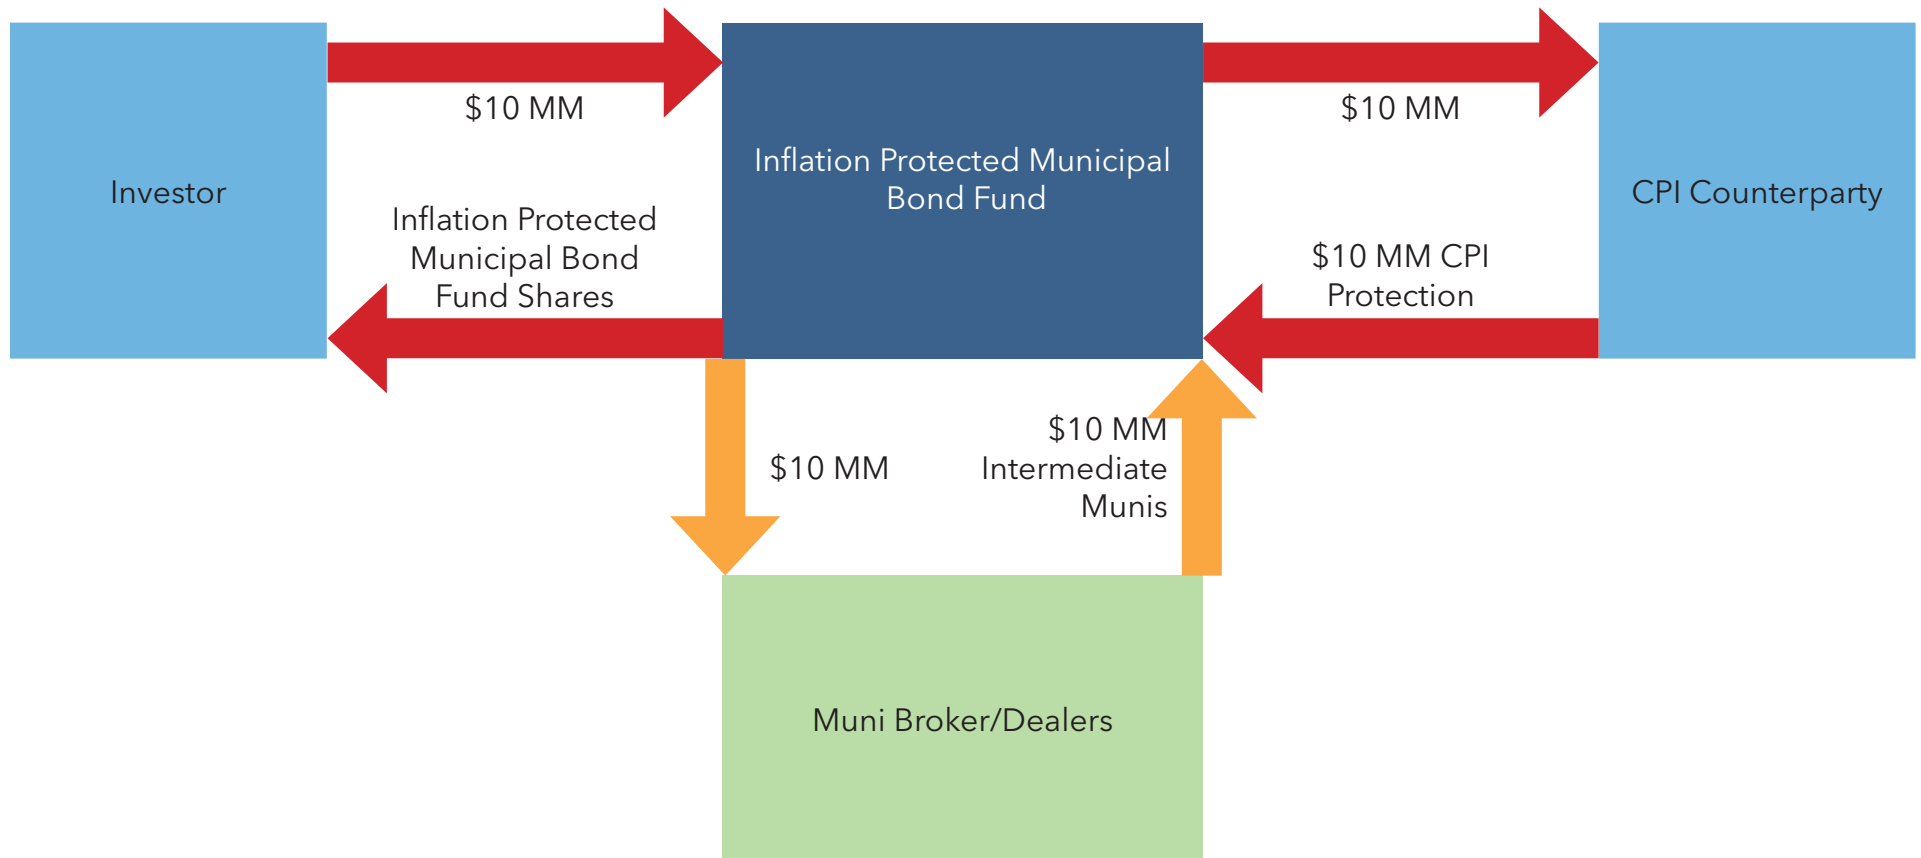 $10 MM
$10 MM
Inflation Protected Municipal
Bond Fund
Investor
CPI Counterparty
Inflation Protected
Municipal Bond
Fund Shares
$10 MM CPI
Protection
$10 MM
$10 MM
Intermediate
Munis
Muni Broker/Dealers